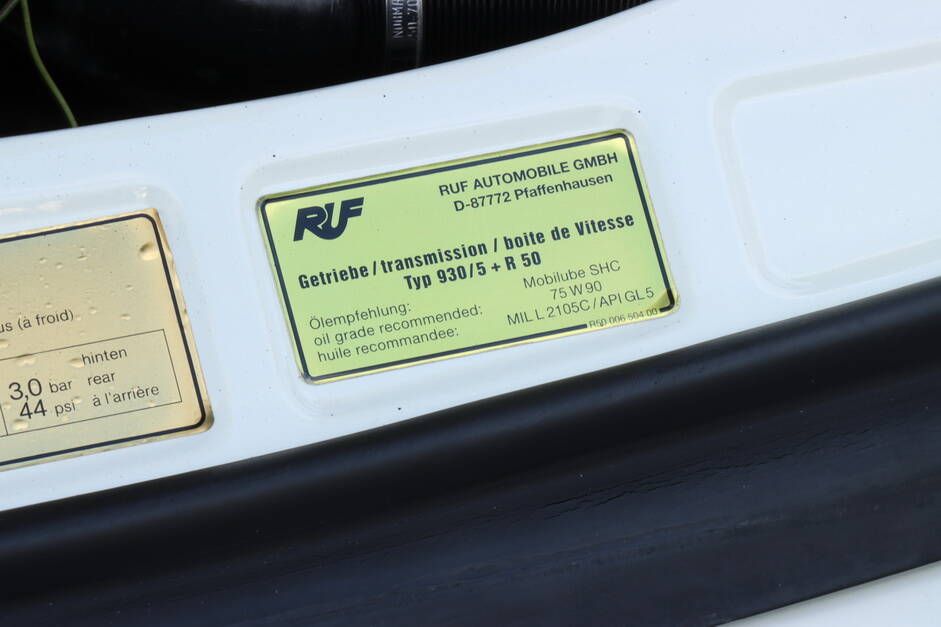 RUF
RUF AUTOMOBILE GMBH
D-87772 Pfaffenhausen
Getriebe / transmission / boite de Vitesse
Typ 930/5 + R 50
Ölempfehlung:
oil grade recommended:
huile recommandee:
Mobilube SHC
75 W 90
MIL L 2105C / API GL 5
R50 006 504 00
us (à froid)
3,0 bar
44 psi
hinten
rear
à l'arrière